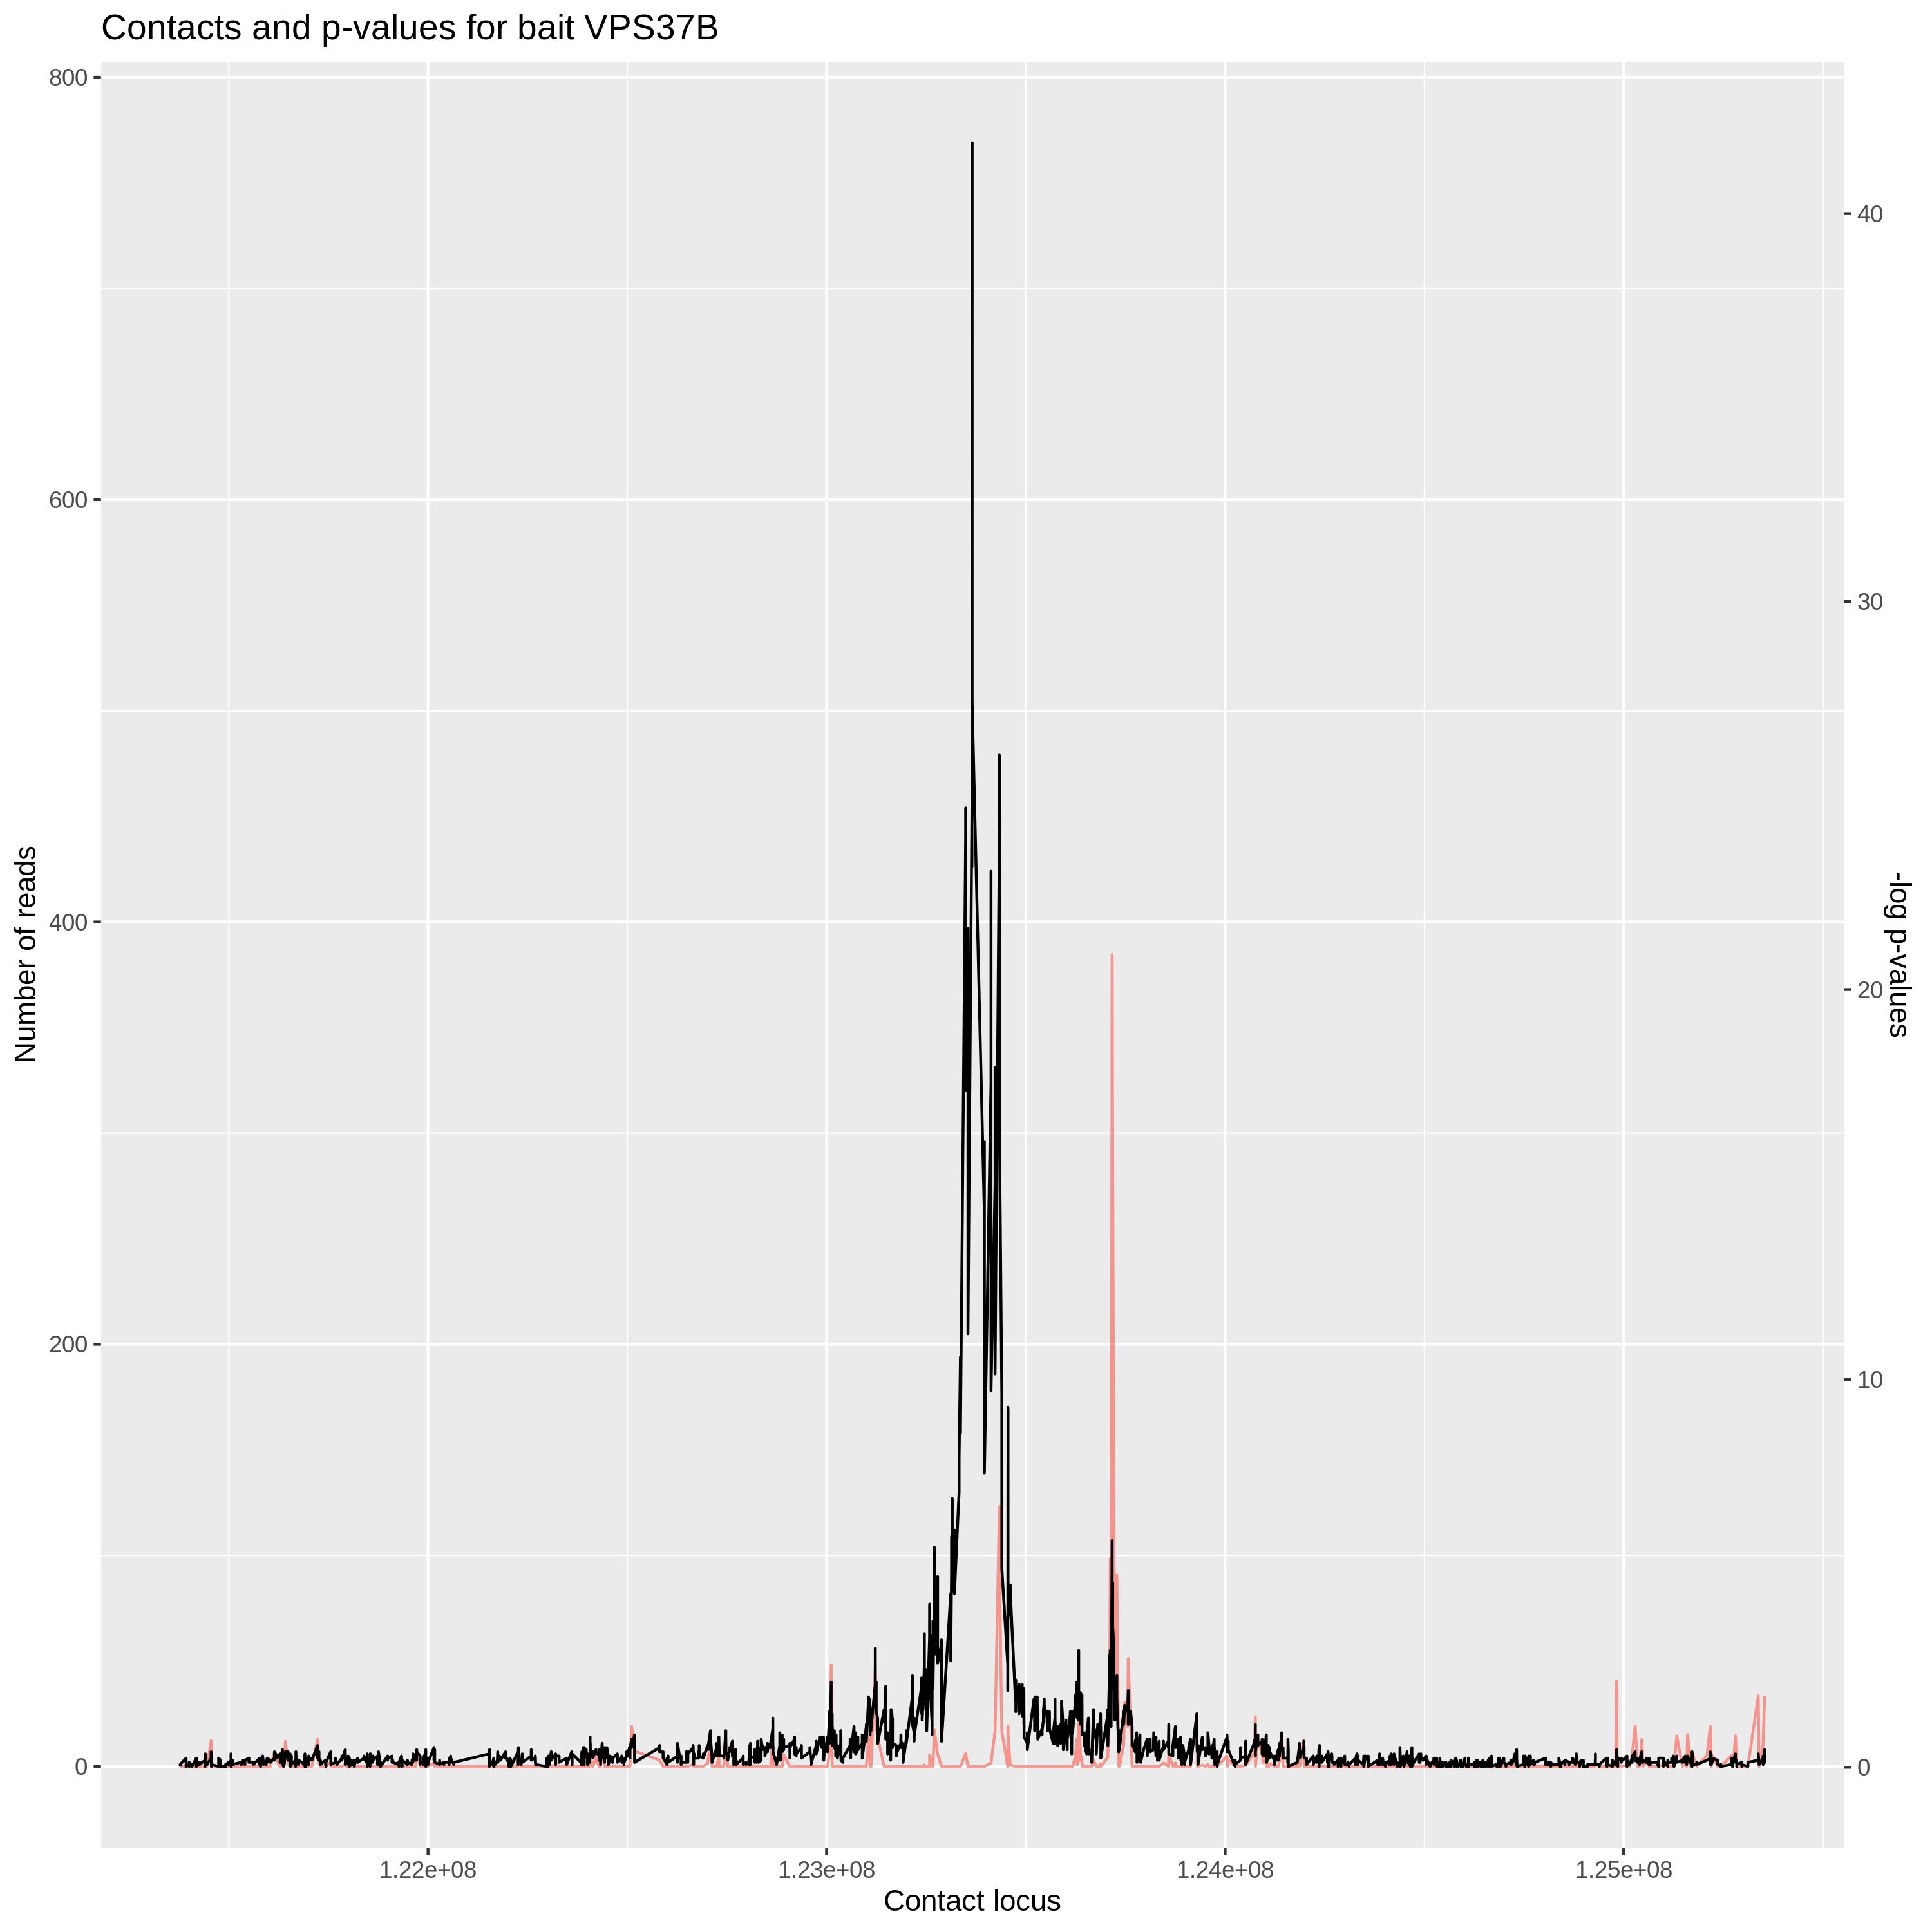 Contacts and p-values for bait VPS37B
800
600
400
200
0
Number of reads
40
30
20
10
0
-log p-values
1.22e+08
1.23e+08
1.24e+08
1.25e+08
Contact locus